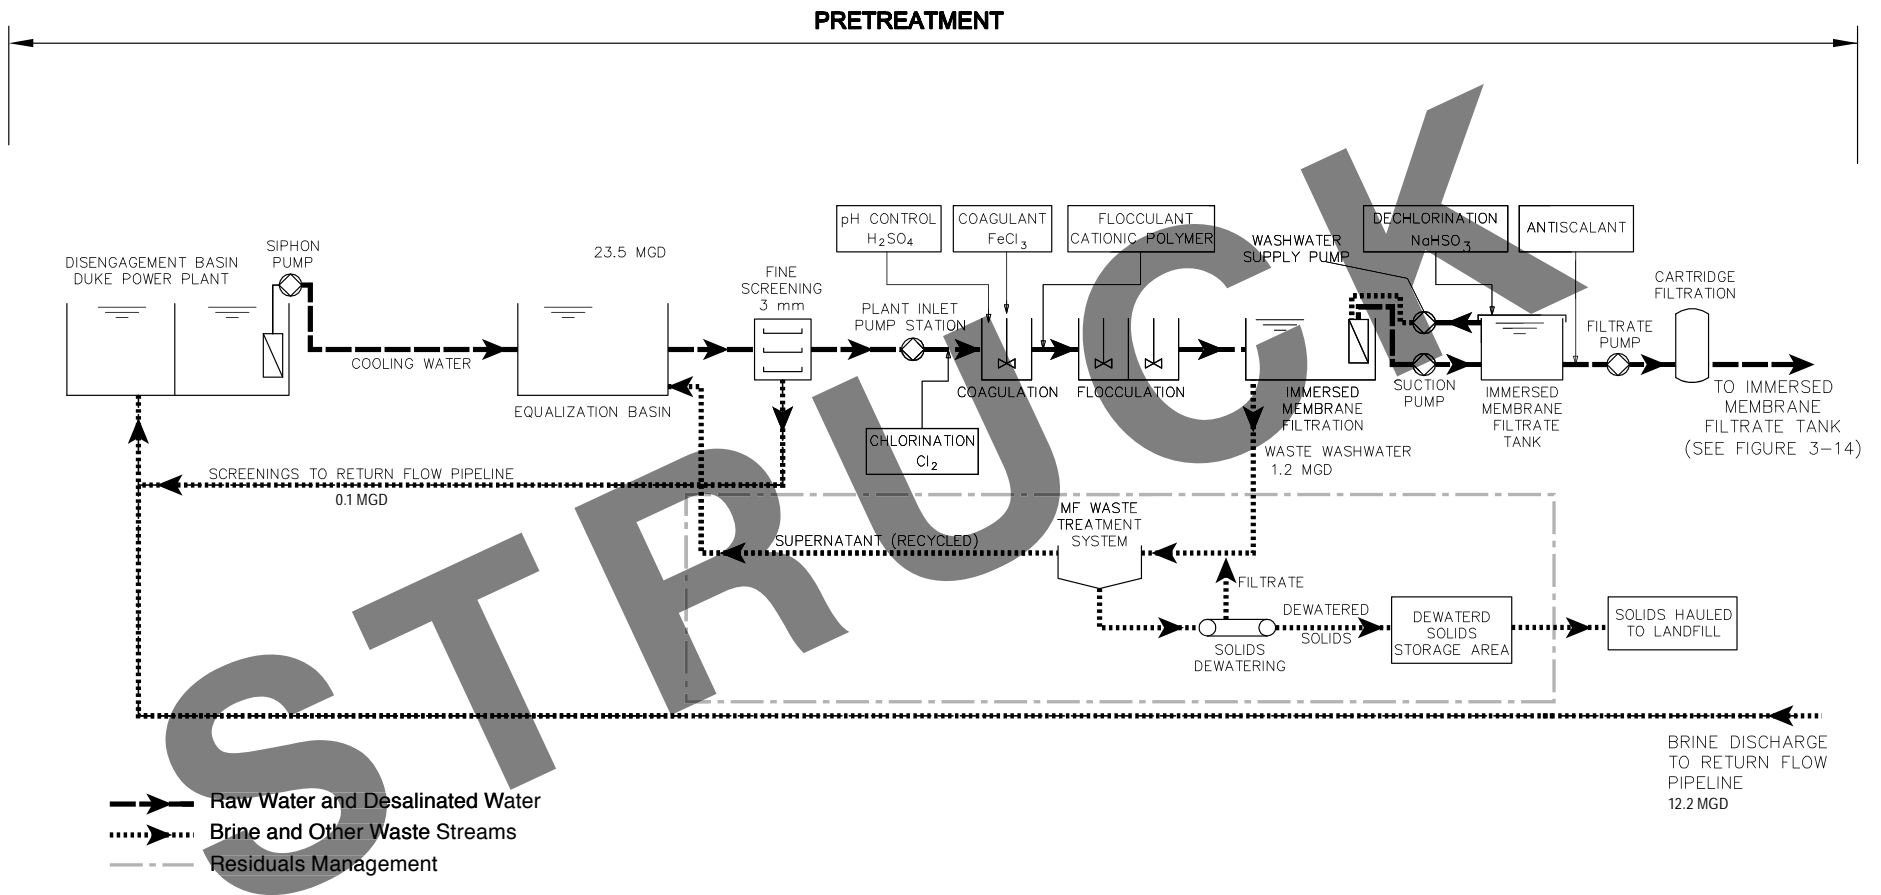 PRETREATMENT
pH CONTROL
H2SO4
COAGULANT
FeCl3
FLOCCULANT
CATIONIC POLYMER
DECHLORINATION
NaHSO3
ANTISCALANT
WASHWATER
SUPPLY PUMP
SIPHON
PUMP
DISENGAGEMENT BASIN
DUKE POWER PLANT
23.5 MGD
FINE
SCREENING
3 mm
PLANT INLET
PUMP STATION
CARTRIDGE
FILTRATION
FILTRATE
PUMP
COOLING WATER
EQUALIZATION BASIN
COAGULATION
FLOCCULATION
IMMERSED
MEMBRANE
FILTRATION
SUCTION
PUMP
IMMERSED
MEMBRANE
FILTRATE
TANK
TO IMMERSED
MEMBRANE
FILTRATE TANK
(SEE FIGURE 3-14)
CHLORINATION
Cl2
WASTE WASHWATER
1.2 MGD
SCREENINGS TO RETURN FLOW PIPELINE
0.1 MGD
MF WASTE
TREATMENT
SYSTEM
SUPERNATANT (RECYCLED)
FILTRATE
DEWATERED
SOLIDS
SOLIDS
DEWATERING
DEWATERD
SOLIDS
STORAGE AREA
SOLIDS HAULED
TO LANDFILL
BRINE DISCHARGE
TO RETURN FLOW
PIPELINE
12.2 MGD
Raw Water and Desalinated Water
Brine and Other Waste Streams
Residuals Management
STRUCK